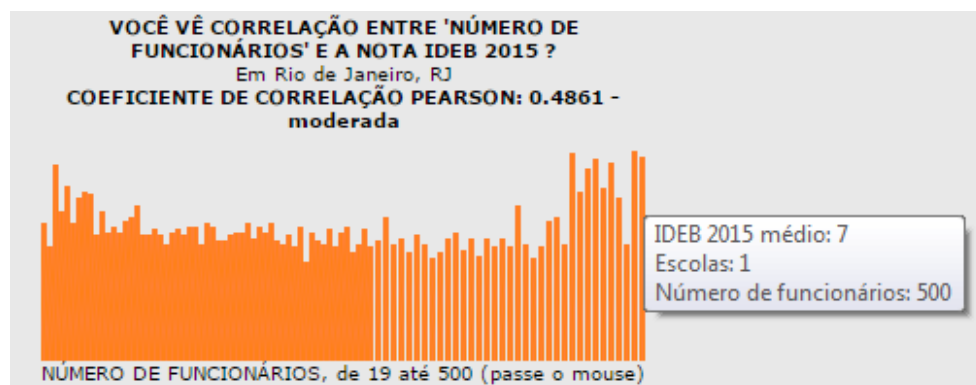 VOCÊ VÊ CORRELAÇÃO ENTRE 'NÚMERO DE
FUNCIONÁRIOS' E A NOTA IDEB 2015 ?
Em Rio de Janeiro, RJ
COEFICIENTE DE CORRELAÇÃO PEARSON: 0.4861 -
moderada
IDEB 2015 médio: 7
Escolas: 1
Número de funcionários: 500
NÚMERO DE FUNCIONÁRIOS, de 19 até 500 (passe o mouse)